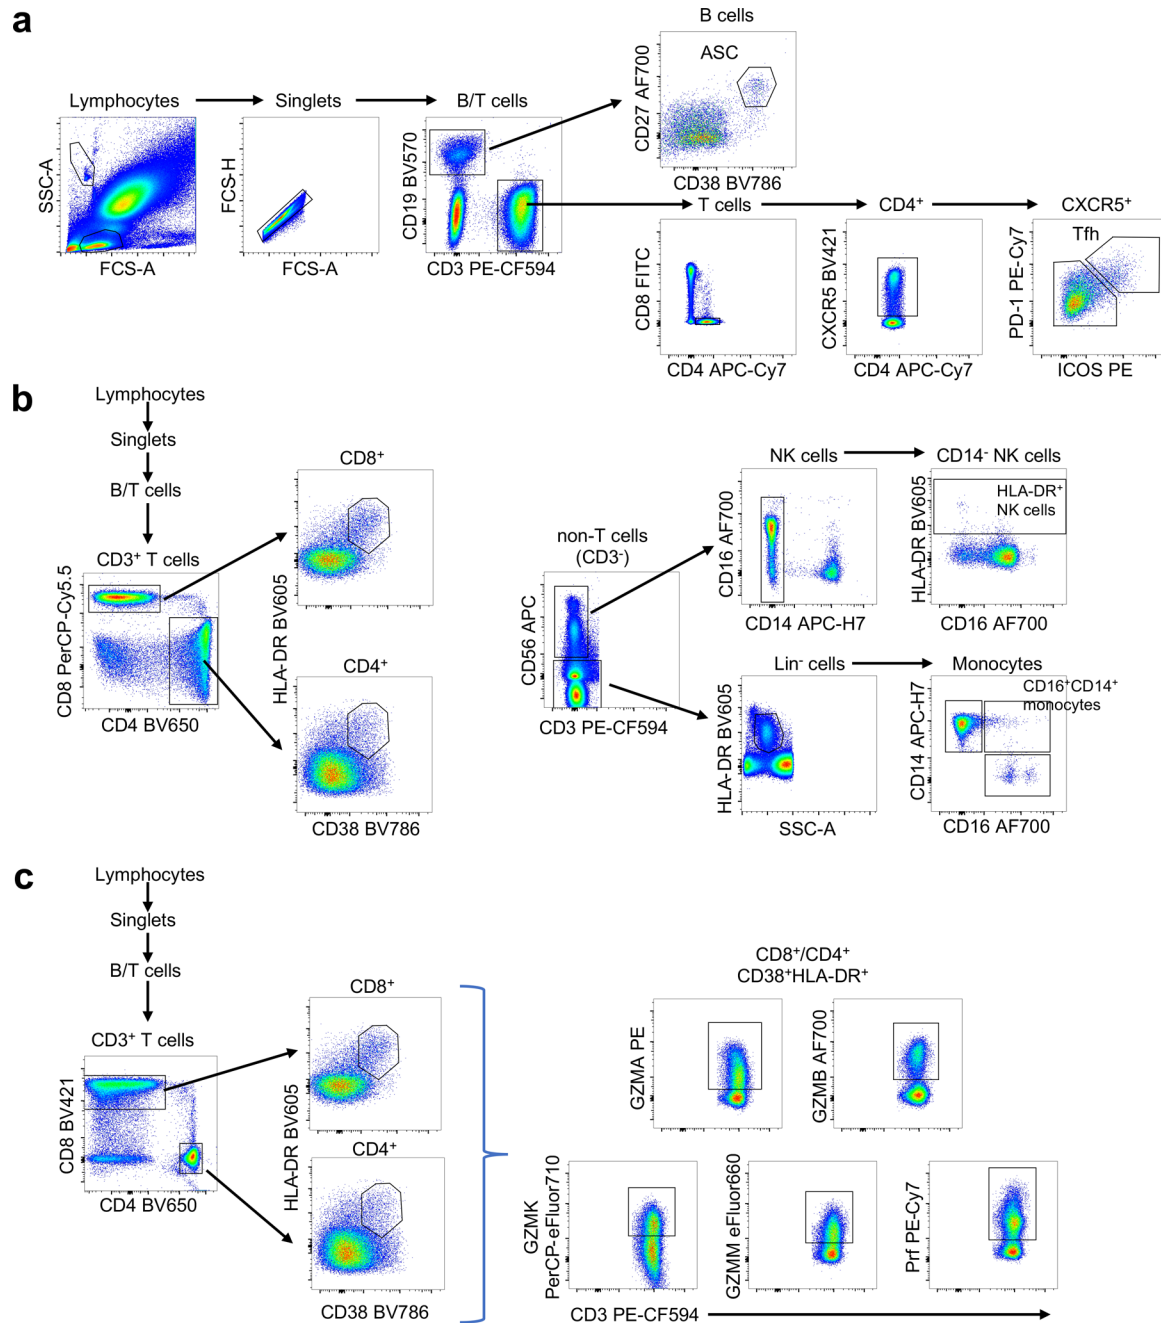 a
B cells
ASC
CD27 AF700
CD38 BV786
Lymphocytes
Singlets
B/T cells
SSC-A
FCS-A
FCS-H
FCS-A
CD19 BV570
CD3 PE-CF594
T cells
CD4⁺
CXCR5⁺
CD8 FITC
CD4 APC-Cy7
CXCR5 BV421
CD4 APC-Cy7
Tfh
PD-1 PE-Cy7
ICOS PE
b
Lymphocytes
Singlets
B/T cells
CD3⁺ T cells
CD8 PerCP-Cy5.5
CD4 BV650
CD8⁺
HLA-DR BV605
CD4⁺
CD38 BV786
non-T cells
(CD3⁻)
CD56 APC
CD3 PE-CF594
NK cells
CD14⁻ NK cells
CD16 AF700
CD14 APC-H7
HLA-DR BV605
HLA-DR⁺
NK cells
CD16 AF700
Lin⁻ cells
Monocytes
HLA-DR BV605
SSC-A
CD14 APC-H7
CD16⁺CD14⁺
monocytes
CD16 AF700
c
Lymphocytes
Singlets
B/T cells
CD3⁺ T cells
CD8 BV421
CD4 BV650
CD8⁺
HLA-DR BV605
CD4⁺
CD38 BV786
CD8⁺/CD4⁺
CD38⁺HLA-DR⁺
GZMA PE
GZMB AF700
GZMK
PerCP-eFluor710
GZMM eFluor660
Prf PE-Cy7
CD3 PE-CF594